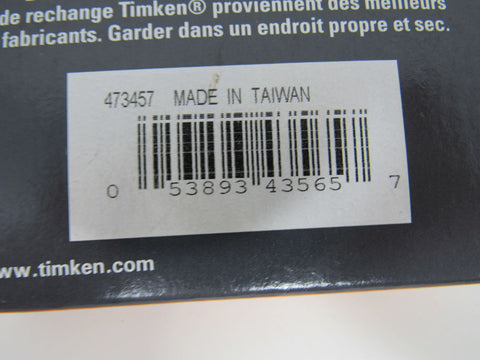 de rechange Timken® proviennent des meilleurs
fabricants. Garder dans un endroit propre et sec.
473457 MADE IN TAIWAN
0 53893 43565 7
www.timken.com